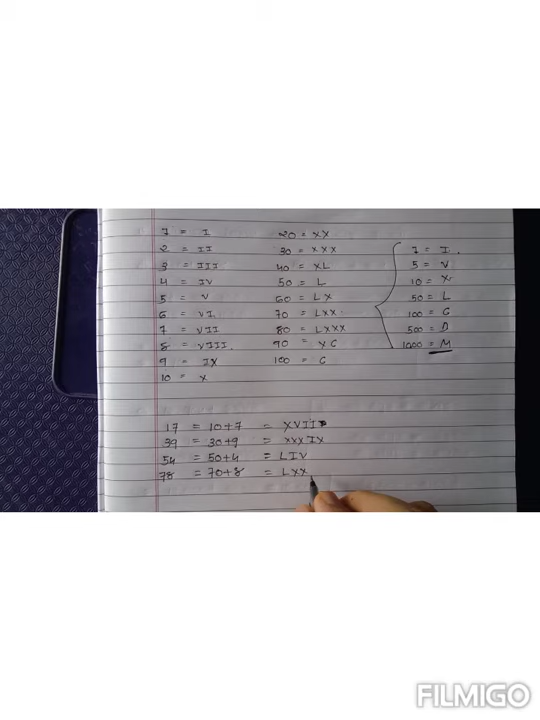 1 = I
2 = II
3 = III
4 = IV
5 = V
6 = VI
7 = VII
8 = VIII.
9 = IX
10 = X
20 = XX
30 = XXX
40 = XL
50 = L
60 = LX
70 = LXX.
80 = LXXX
90 = XC
100 = C
1 = I.
5 = V
10 = X
50 = L
100 = C
500 = D
1000 = M
17 = 10+7 = XVII
39 = 30+9 = XXXIX
54 = 50+4 = LIV
78 = 70+8 = LXX
FILMIGO